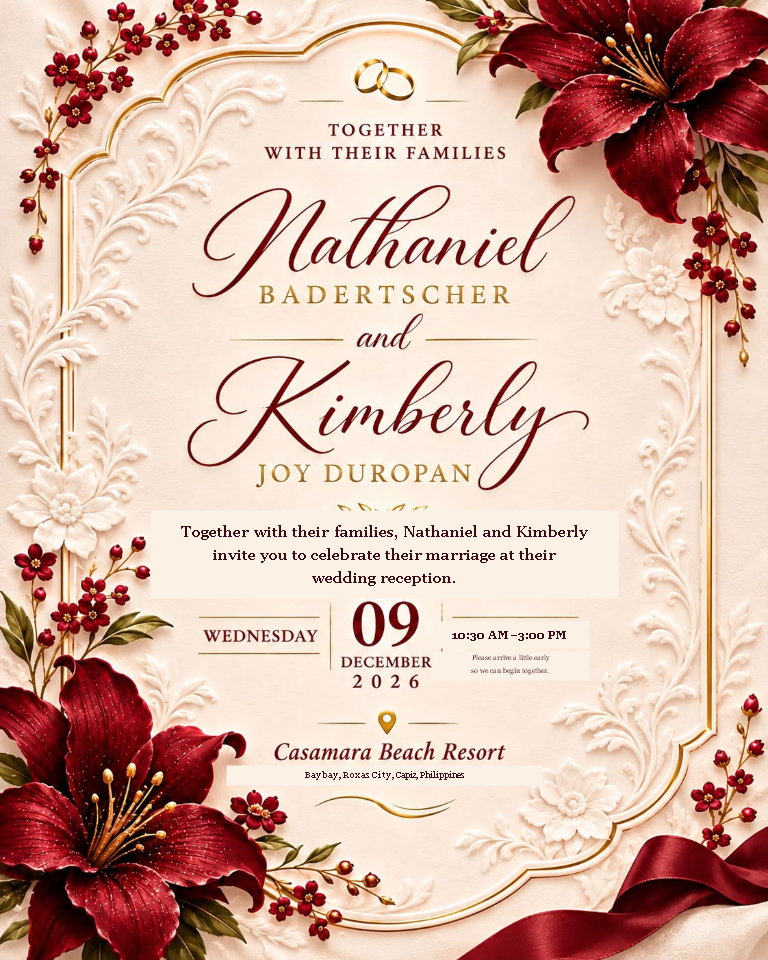 TOGETHER
WITH THEIR FAMILIES
Nathaniel
BADERTSCHER
and
Kimberly
JOY DUROPAN
Together with their families, Nathaniel and Kimberly
invite you to celebrate their marriage at their
wedding reception.
WEDNESDAY
09
DECEMBER
2026
10:30 AM–3:00 PM
Please arrive a little early
so we can begin together.
Casamara Beach Resort
Baybay, Roxas City, Capiz, Philippines